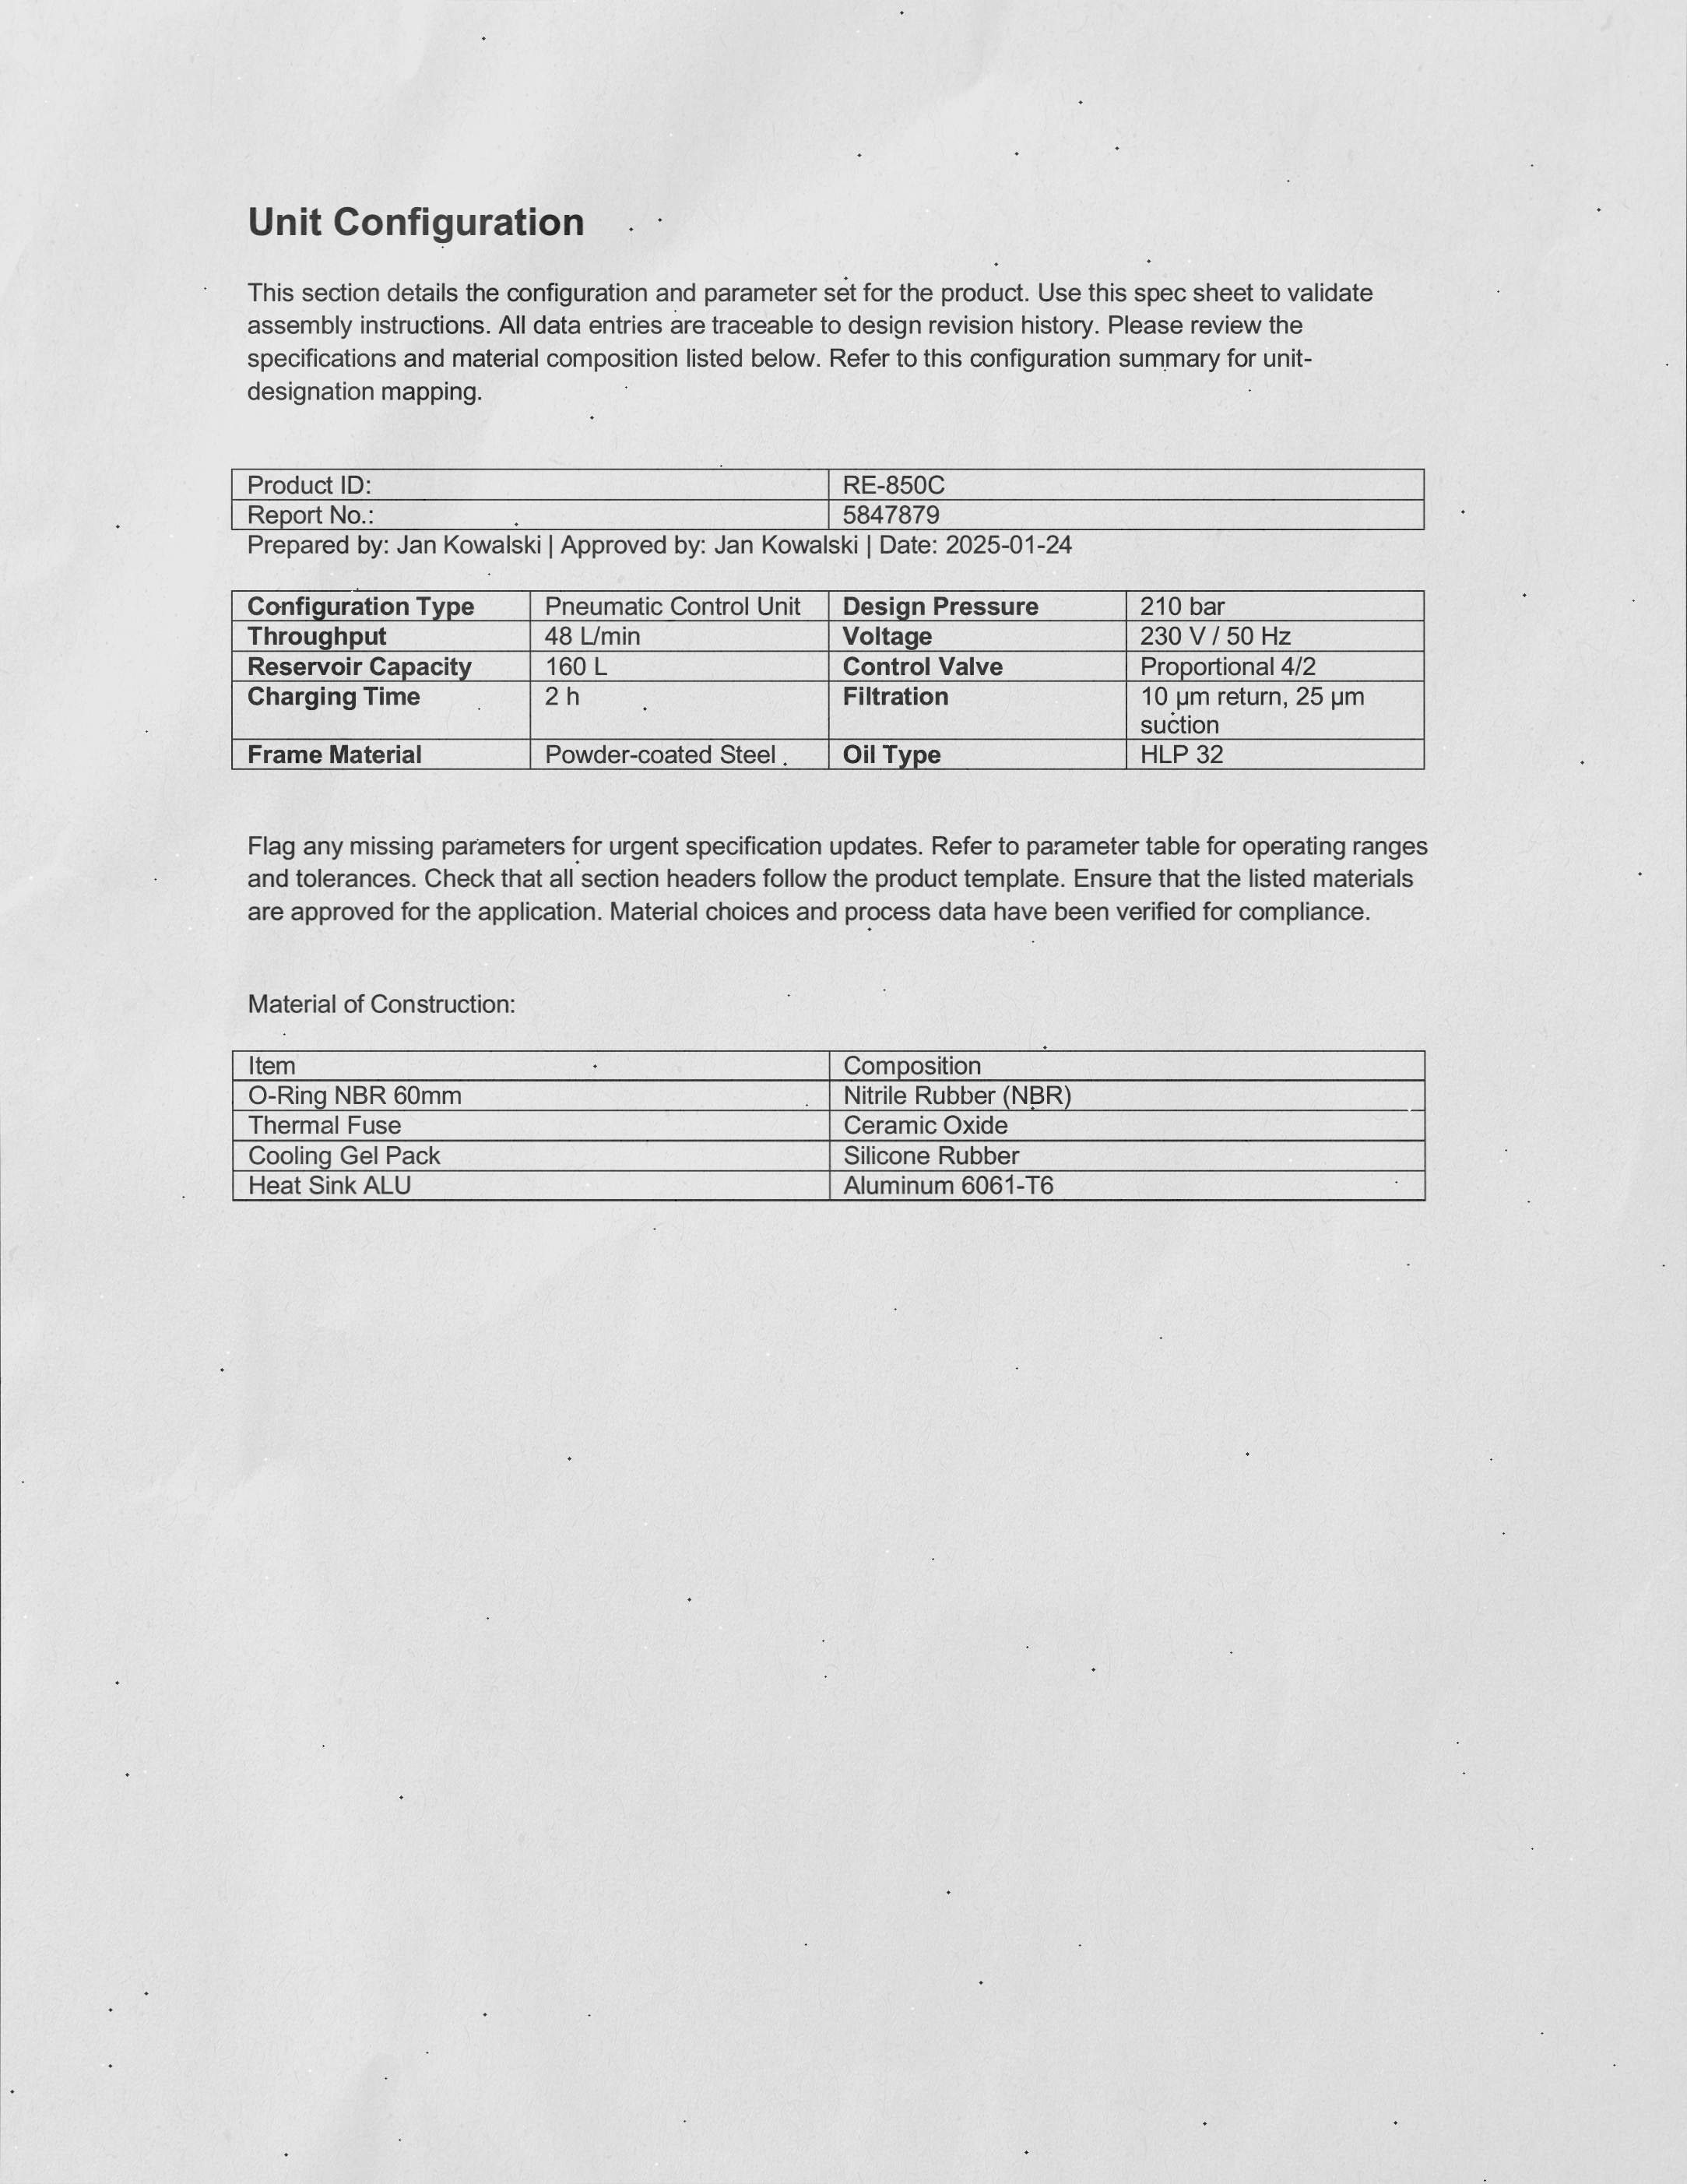 Unit Configuration
This section details the configuration and parameter set for the product. Use this spec sheet to validate
assembly instructions. All data entries are traceable to design revision history. Please review the
specifications and material composition listed below. Refer to this configuration summary for unit-
designation mapping.
Product ID: RE-850C
Report No.: 5847879
Prepared by: Jan Kowalski | Approved by: Jan Kowalski | Date: 2025-01-24
Configuration Type Pneumatic Control Unit Design Pressure 210 bar
Throughput 48 L/min Voltage 230 V / 50 Hz
Reservoir Capacity 160 L Control Valve Proportional 4/2
Charging Time 2 h Filtration 10 µm return, 25 µm
suction
Frame Material Powder-coated Steel Oil Type HLP 32
Flag any missing parameters for urgent specification updates. Refer to parameter table for operating ranges
and tolerances. Check that all section headers follow the product template. Ensure that the listed materials
are approved for the application. Material choices and process data have been verified for compliance.
Material of Construction:
Item Composition
O-Ring NBR 60mm Nitrile Rubber (NBR)
Thermal Fuse Ceramic Oxide
Cooling Gel Pack Silicone Rubber
Heat Sink ALU Aluminum 6061-T6